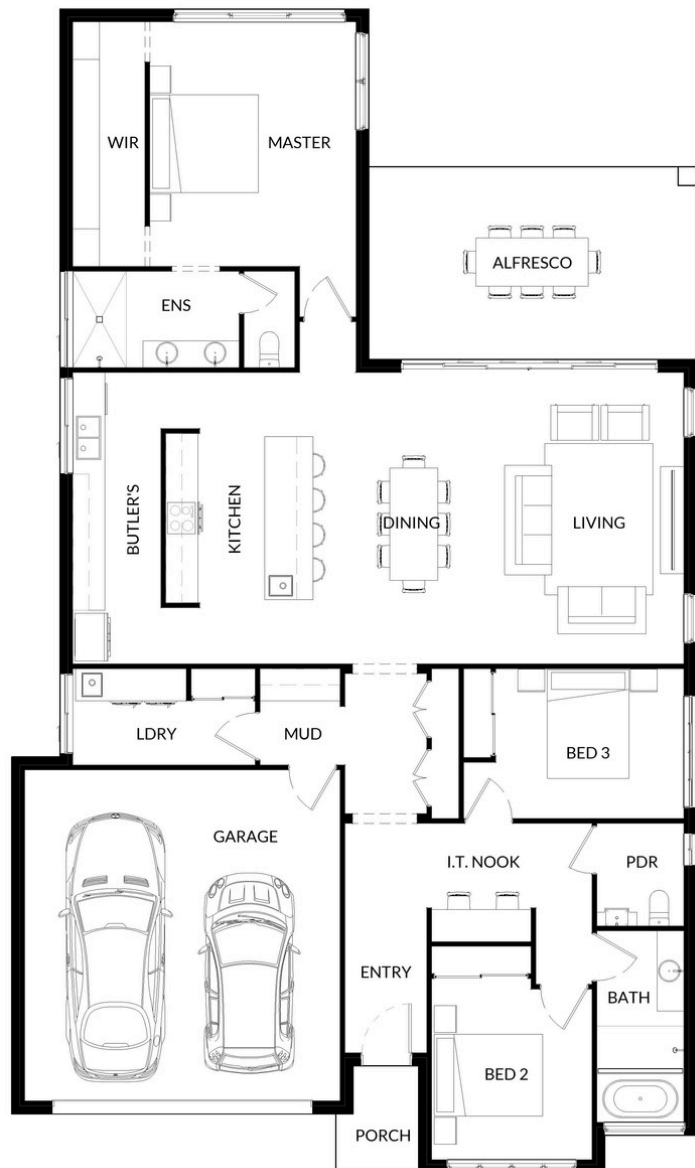 WIR
MASTER
ALFRESCO
ENS
BUTLER'S
KITCHEN
DINING
LIVING
LDRY
MUD
BED 3
GARAGE
I.T. NOOK
PDR
ENTRY
BATH
BED 2
PORCH